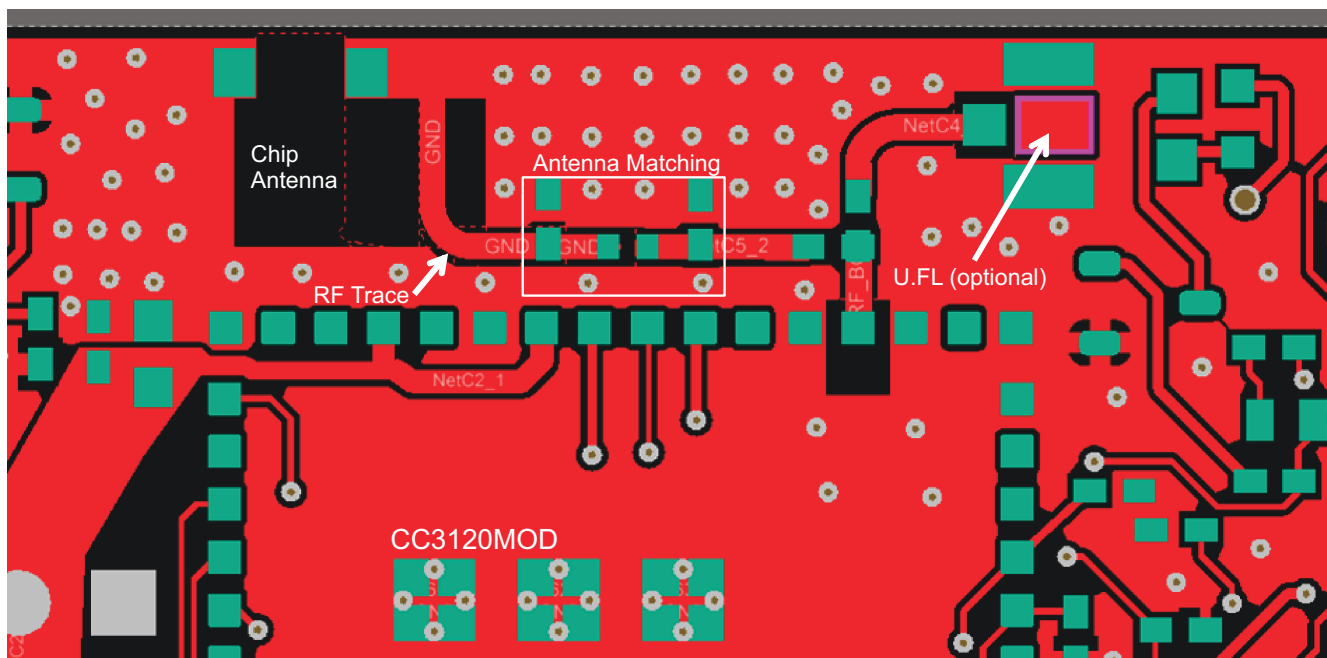 NetC4
GND
Chip
Antenna
Antenna Matching
GND
GND
tC5_2
U.FL (optional)
RF Trace
NetC2_1
CC3120MOD